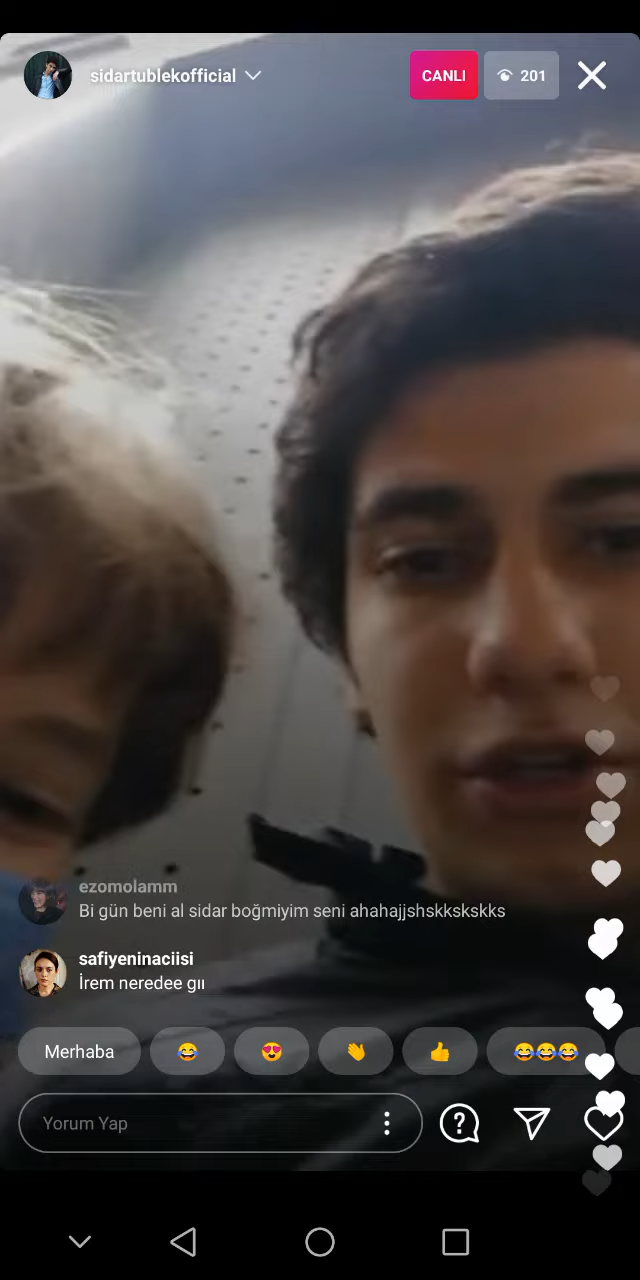 sidartublekofficial
CANLI
201
ezomolamm
Bi gün beni al sidar boğmiyim seni ahahajjshskkskskks
safiyeninaciisi
İrem neredee gıı
Merhaba
Yorum Yap